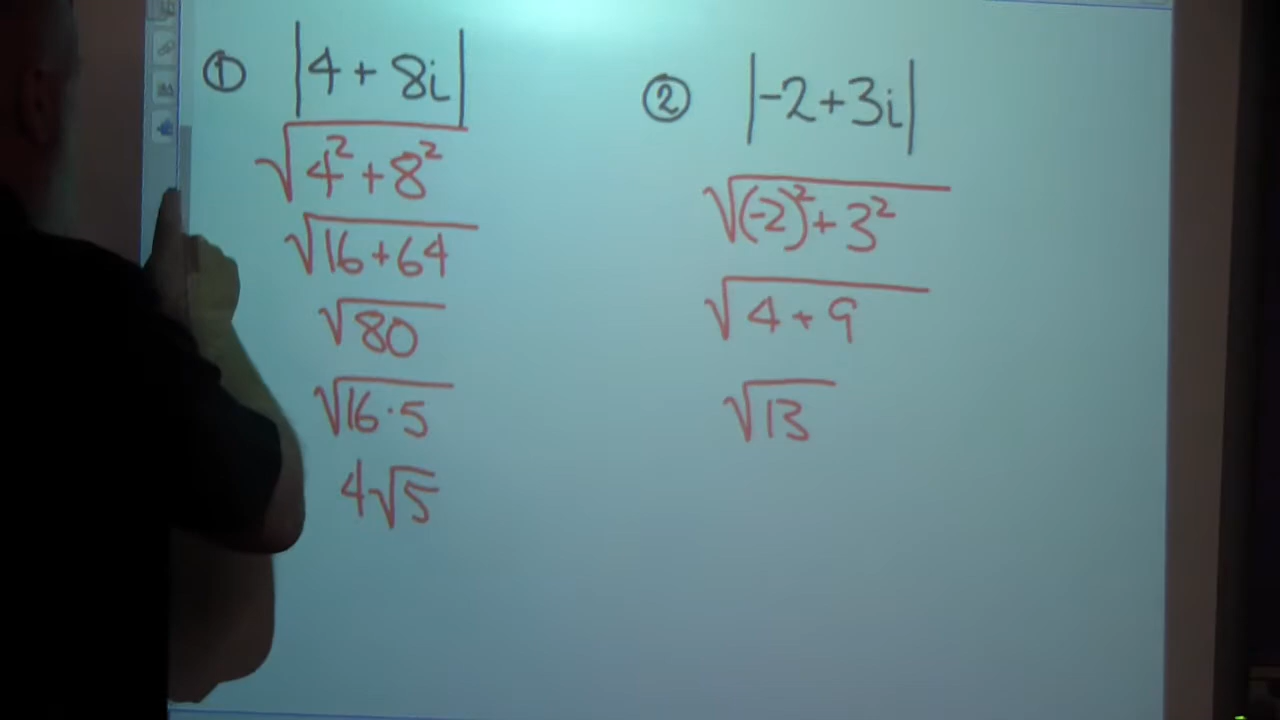 ① |4 + 8i|
√(4² + 8²)
√(16 + 64)
√80
√(16 · 5)
4√5
② |-2 + 3i|
√((-2)² + 3²)
√(4 + 9)
√13